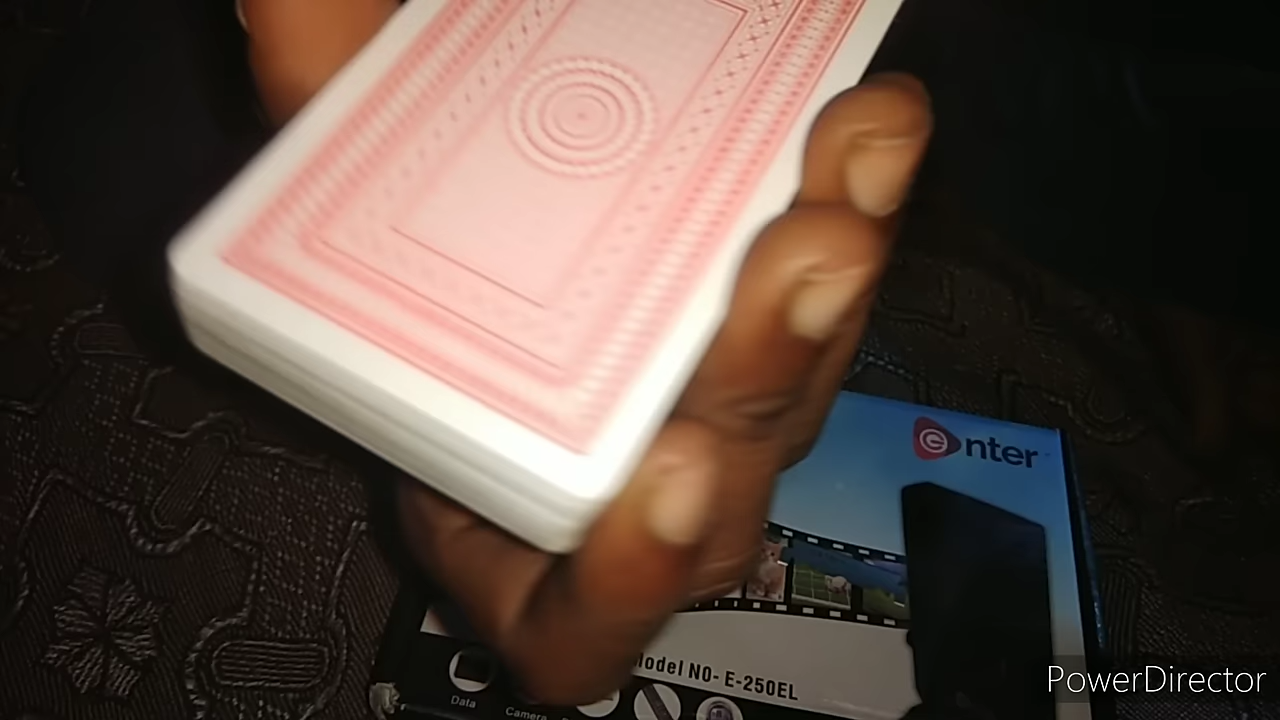 enter
Model NO- E-250EL
Data
Camera
PowerDirector